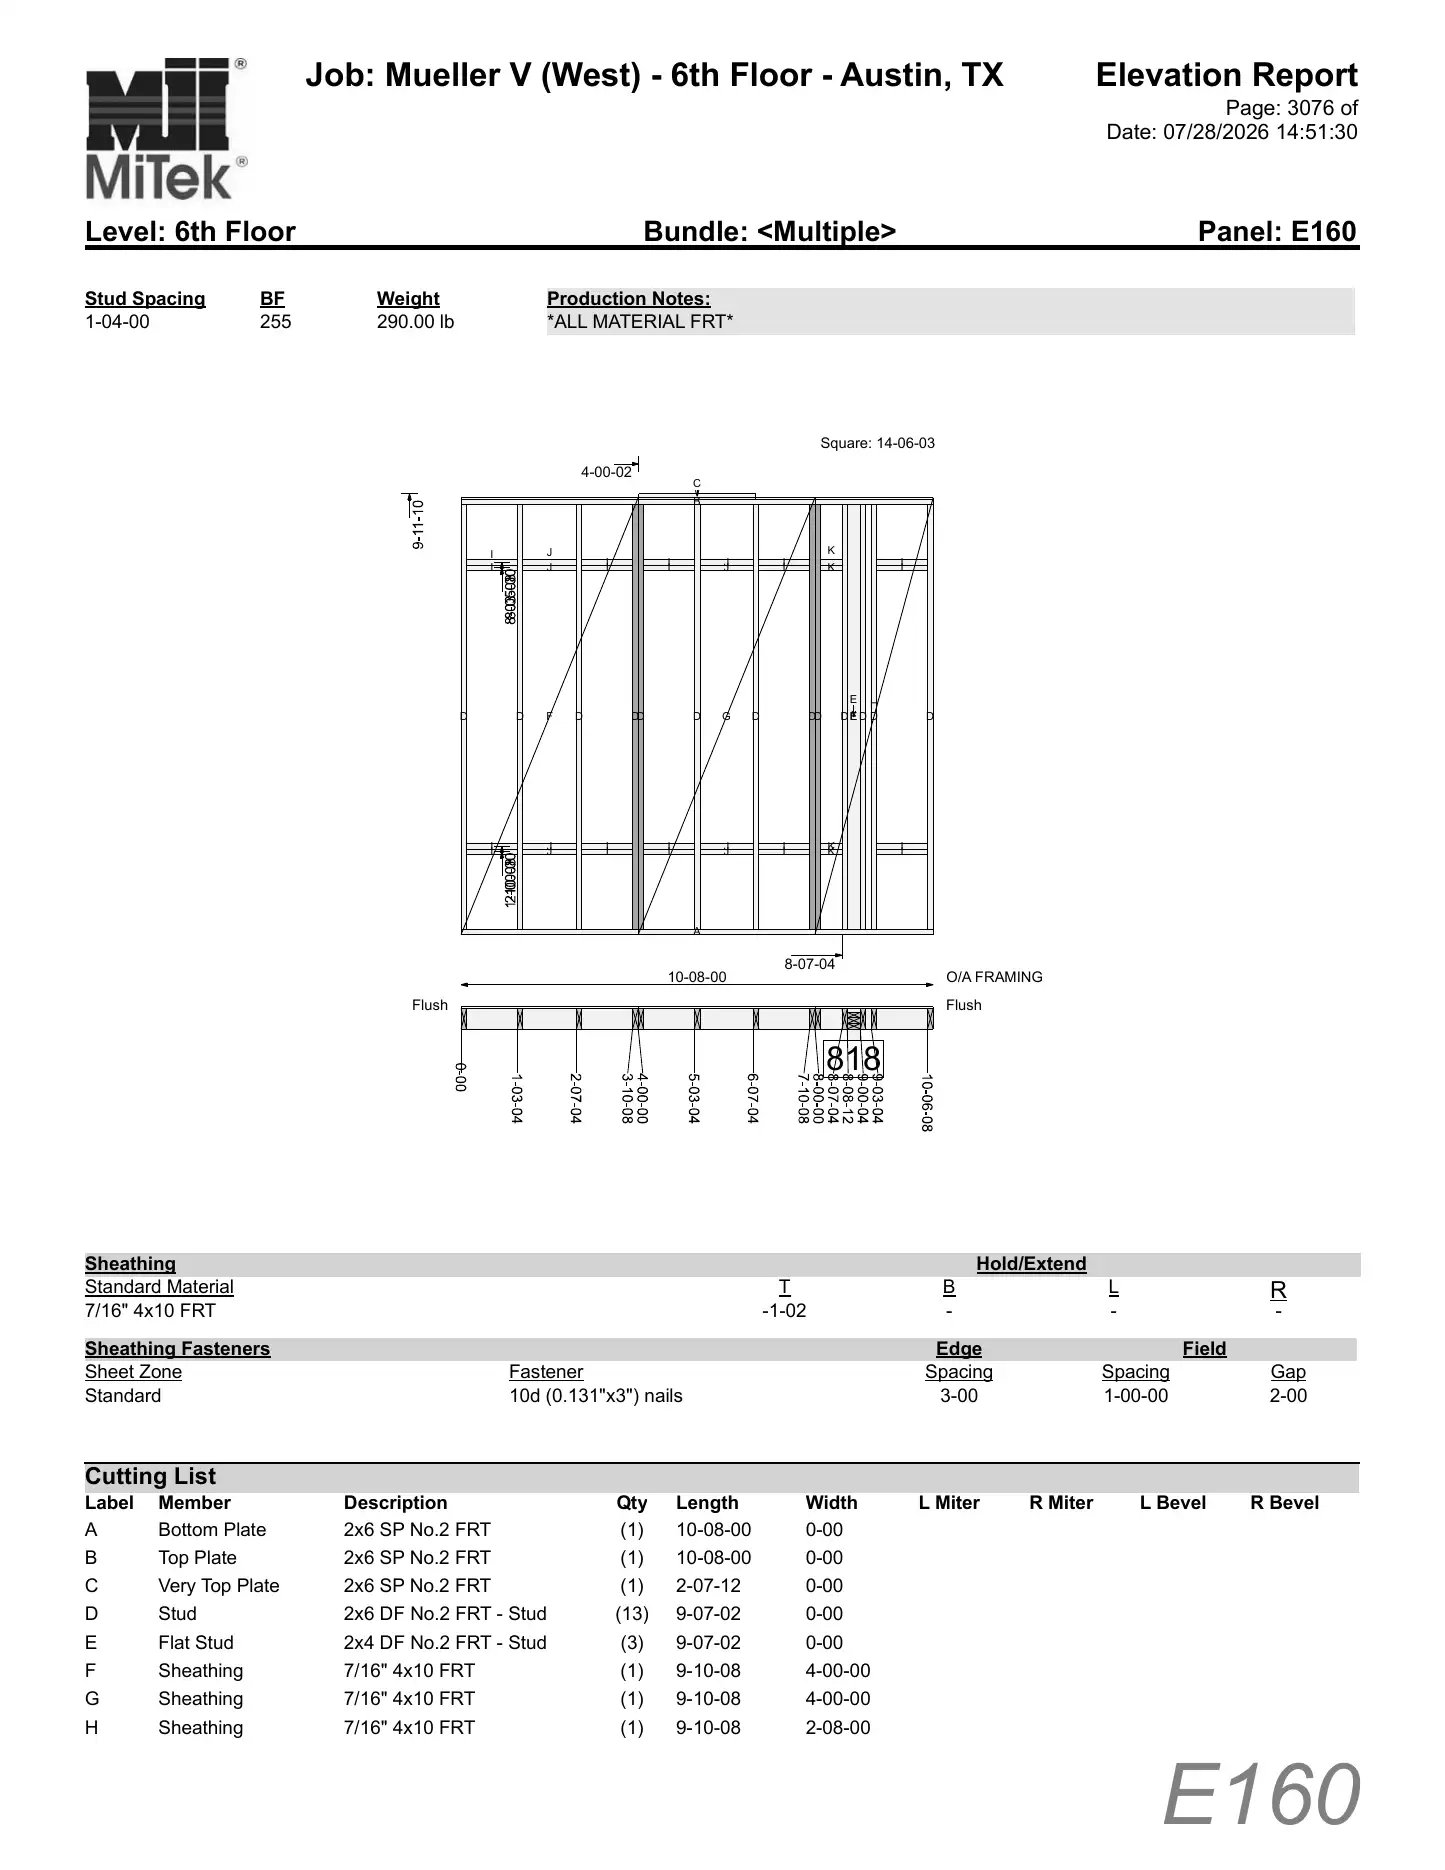 Job: Mueller V (West) - 6th Floor - Austin, TX
Elevation Report
Page: 3076 of
Date: 07/28/2026 14:51:30
MiTek®
Level: 6th Floor Bundle: <Multiple> Panel: E160
Stud Spacing BF Weight Production Notes:
1-04-00 255 290.00 lb *ALL MATERIAL FRT*
Square: 14-06-03
4-00-02
C
9-11-10
I J K
I J I I J I K I
E
D D F D D D D G D D D D E D D D
I J I I J I K I
A
8-07-04
10-08-00 O/A FRAMING
Flush Flush
818
0-00 1-03-04 2-07-04 3-10-08 4-00-00 5-03-04 6-07-04 7-10-08 8-00-00 8-07-04 8-08-12 9-00-04 9-03-04 10-06-08
Sheathing Hold/Extend
Standard Material T B L R
7/16" 4x10 FRT -1-02 - - -
Sheathing Fasteners Edge Field
Sheet Zone Fastener Spacing Spacing Gap
Standard 10d (0.131"x3") nails 3-00 1-00-00 2-00
Cutting List
Label Member Description Qty Length Width L Miter R Miter L Bevel R Bevel
A Bottom Plate 2x6 SP No.2 FRT (1) 10-08-00 0-00
B Top Plate 2x6 SP No.2 FRT (1) 10-08-00 0-00
C Very Top Plate 2x6 SP No.2 FRT (1) 2-07-12 0-00
D Stud 2x6 DF No.2 FRT - Stud (13) 9-07-02 0-00
E Flat Stud 2x4 DF No.2 FRT - Stud (3) 9-07-02 0-00
F Sheathing 7/16" 4x10 FRT (1) 9-10-08 4-00-00
G Sheathing 7/16" 4x10 FRT (1) 9-10-08 4-00-00
H Sheathing 7/16" 4x10 FRT (1) 9-10-08 2-08-00
E160